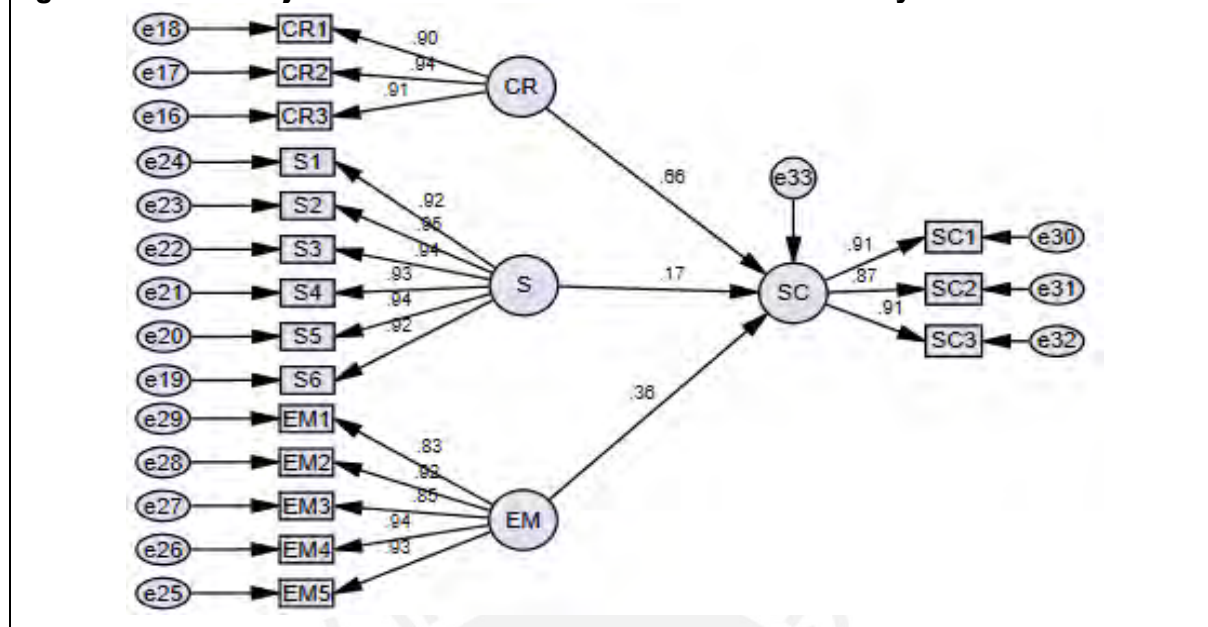 e18 CR1 .90
e17 CR2 .94 CR
e16 CR3 .91
e24 S1 .92
e23 S2 .95
e22 S3 .94
e21 S4 .93 S .17
e20 S5 .94
e19 S6 .92
e29 EM1 .83
e28 EM2 .92
e27 EM3 .85 EM
e26 EM4 .94
e25 EM5 .93
.66
.36
e33
SC
.91 SC1 e30
.87 SC2 e31
.91 SC3 e32